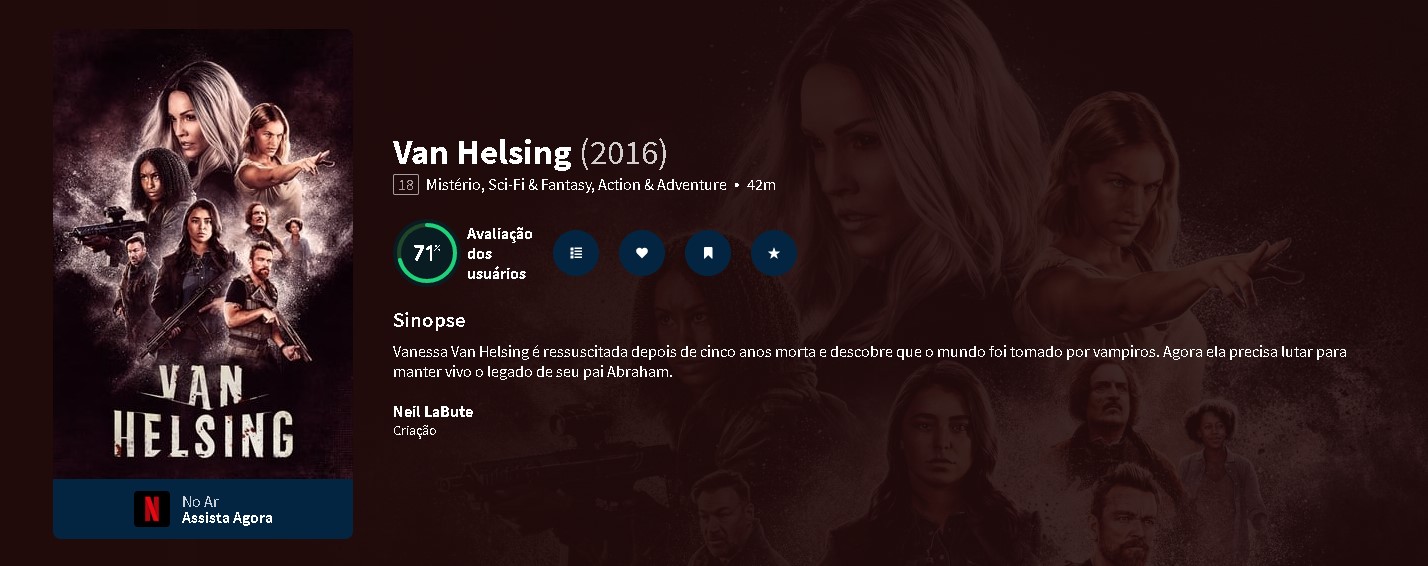 VAN
HELSING
N
No Ar
Assista Agora
Van Helsing (2016)
18 Mistério, Sci-Fi & Fantasy, Action & Adventure • 42m
71%
Avaliação
dos
usuários
Sinopse
Vanessa Van Helsing é ressuscitada depois de cinco anos morta e descobre que o mundo foi tomado por vampiros. Agora ela precisa lutar para
manter vivo o legado de seu pai Abraham.
Neil LaBute
Criação